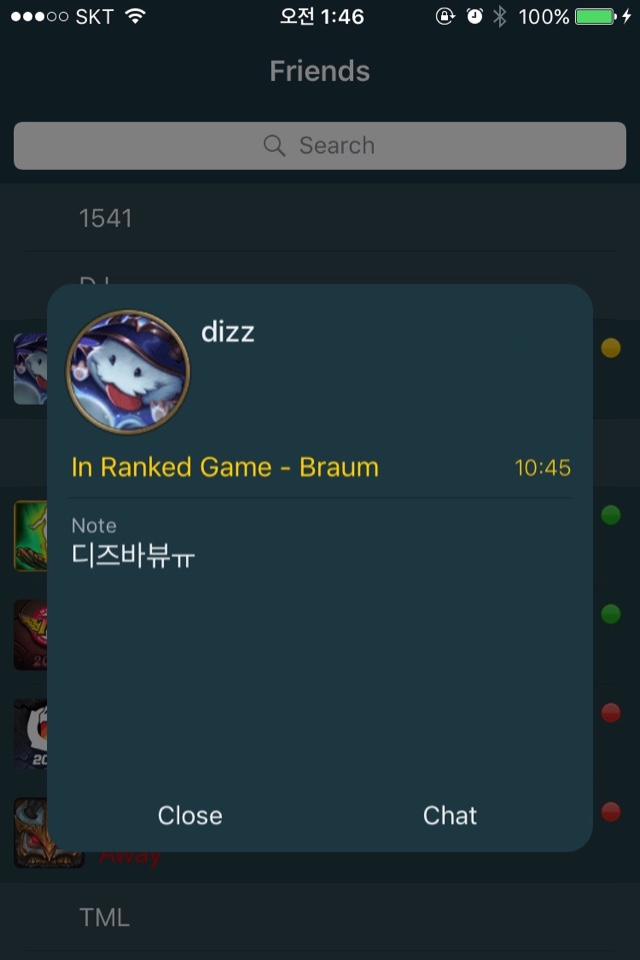 SKT
오전 1:46
100%
Friends
Search
1541
dizz
In Ranked Game - Braum
10:45
Note
디즈바뷰ㅠ
Close
Chat
Away
TML